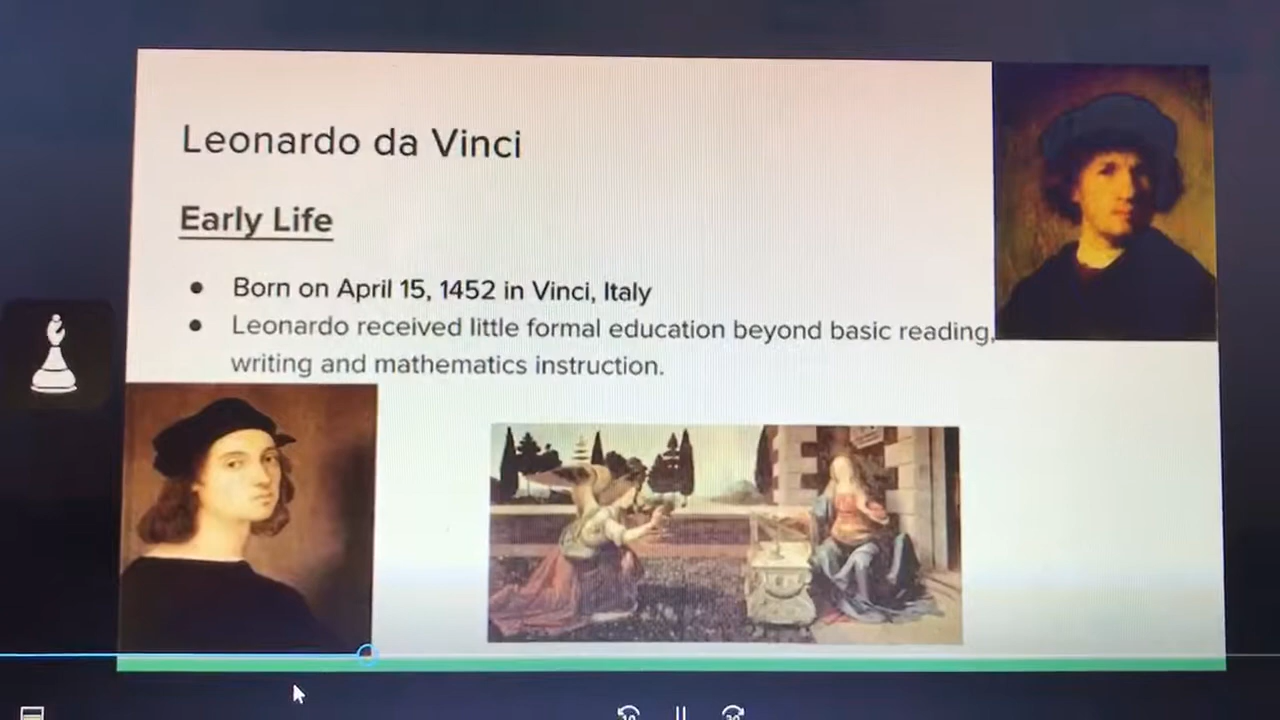 Leonardo da Vinci
Early Life
● Born on April 15, 1452 in Vinci, Italy
● Leonardo received little formal education beyond basic reading,
writing and mathematics instruction.